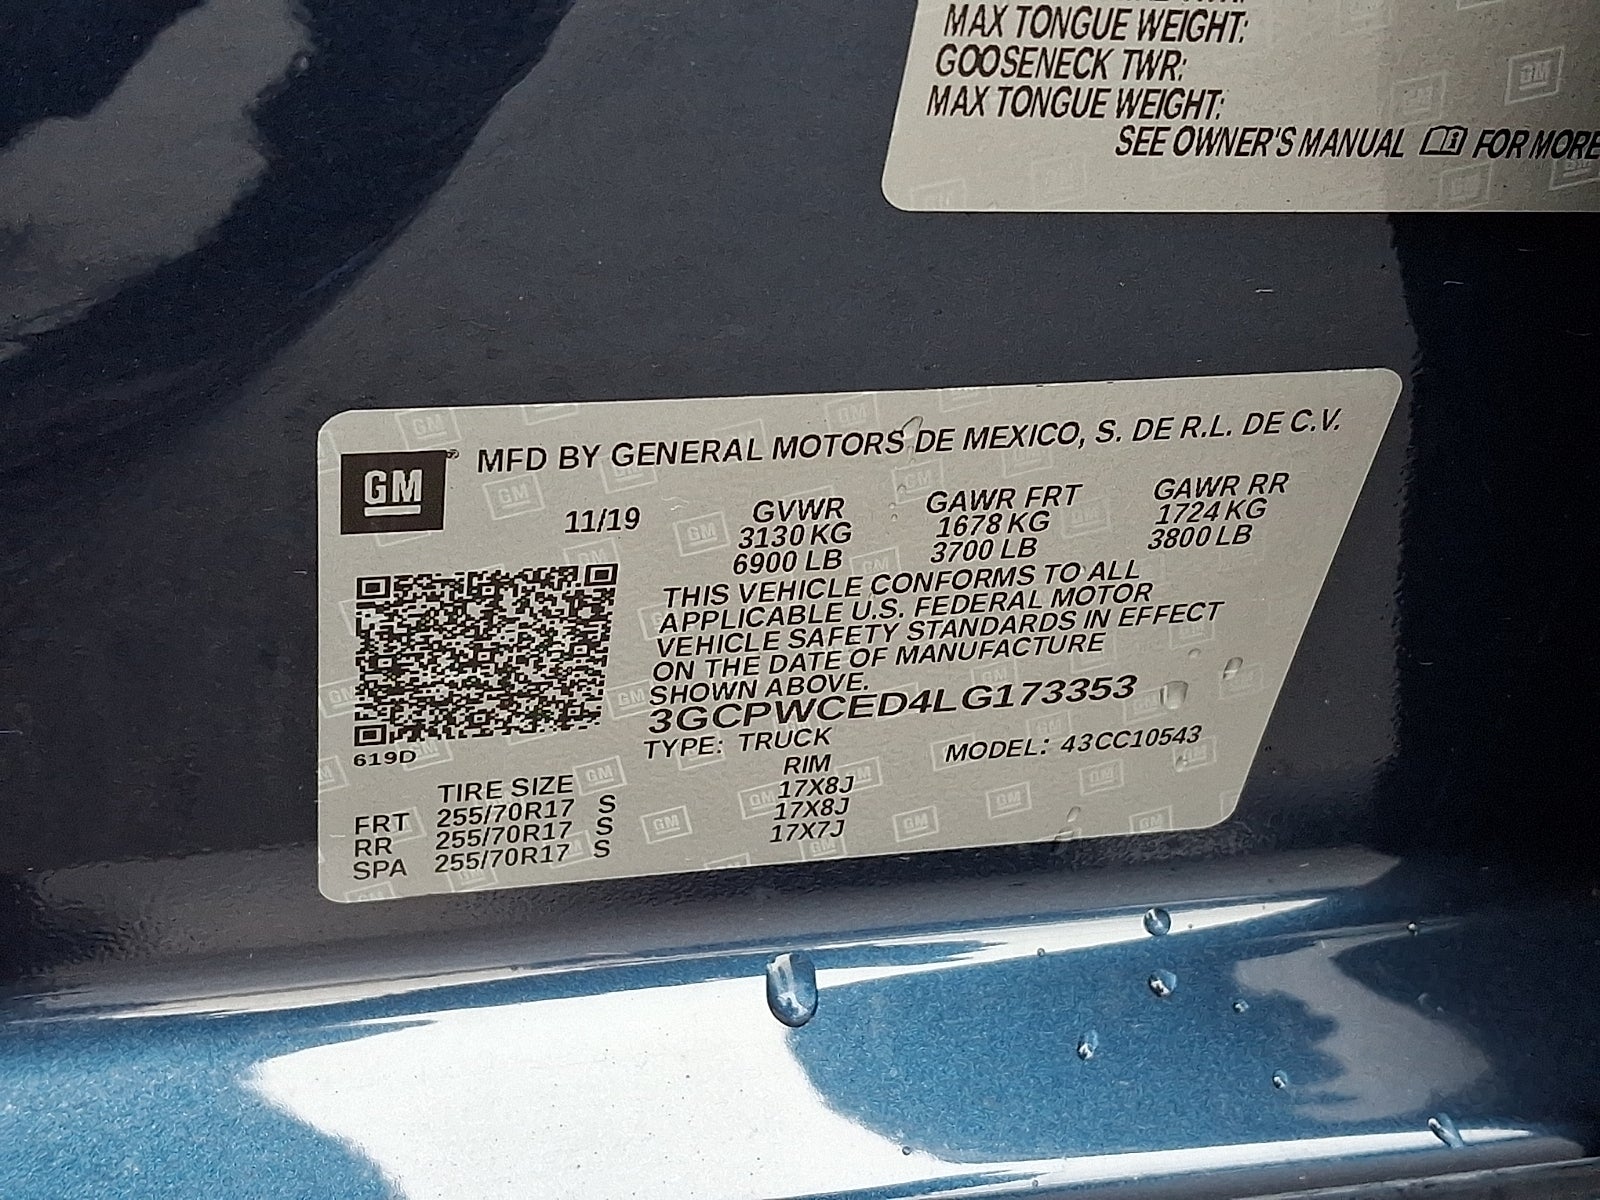 MAX TONGUE WEIGHT:
GOOSENECK TWR:
MAX TONGUE WEIGHT:
SEE OWNER'S MANUAL FOR MORE
GM ® MFD BY GENERAL MOTORS DE MEXICO, S. DE R.L. DE C.V.
11/19 GVWR GAWR FRT GAWR RR
3130 KG 1678 KG 1724 KG
6900 LB 3700 LB 3800 LB
THIS VEHICLE CONFORMS TO ALL
APPLICABLE U.S. FEDERAL MOTOR
VEHICLE SAFETY STANDARDS IN EFFECT
ON THE DATE OF MANUFACTURE
SHOWN ABOVE.
3GCPWCED4LG173353
619D
TYPE: TRUCK MODEL: 43CC10543
TIRE SIZE RIM
FRT 255/70R17 S 17X8J
RR 255/70R17 S 17X8J
SPA 255/70R17 S 17X7J